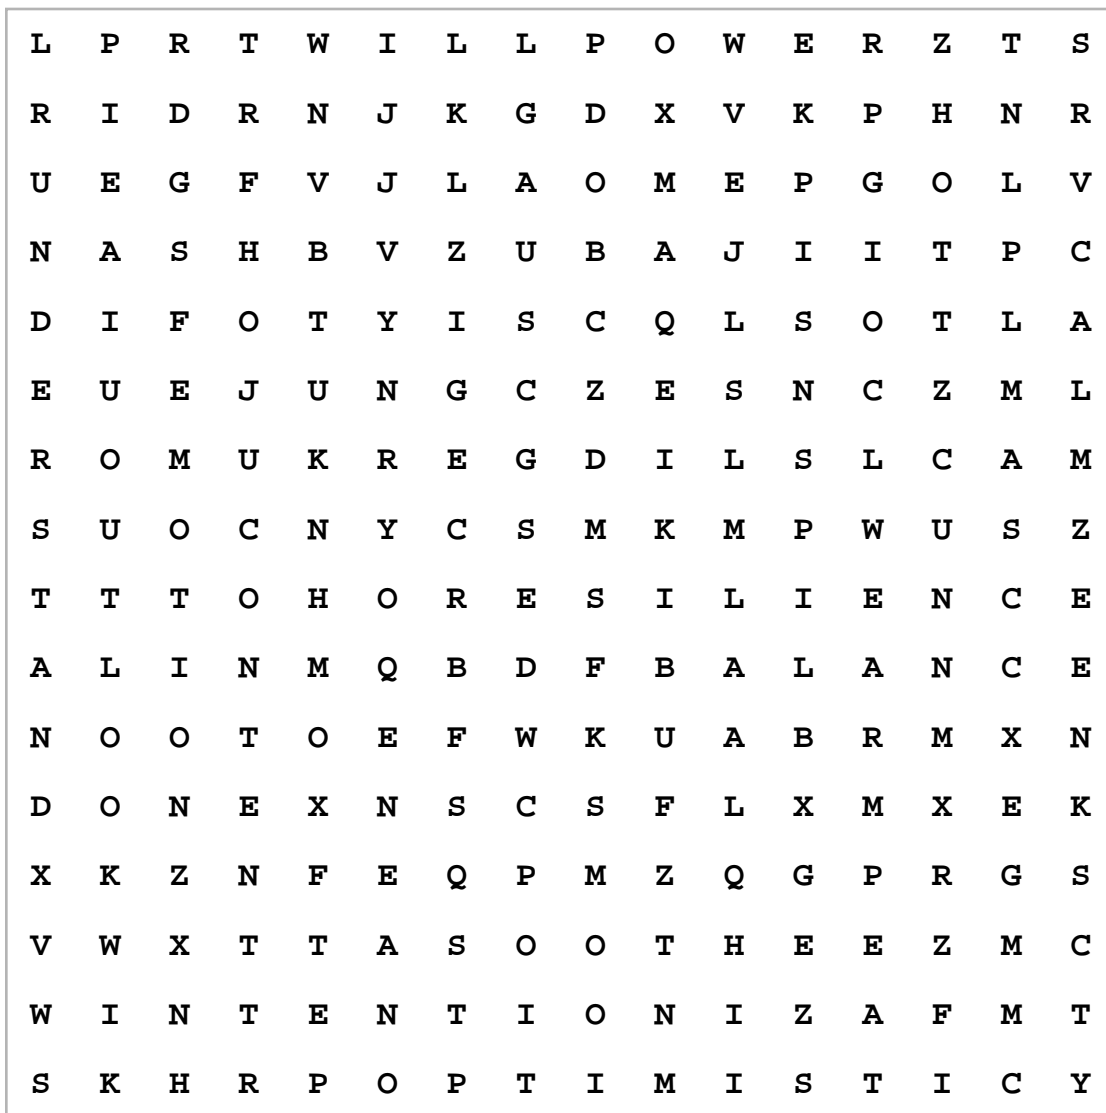 L P R T W I L L P O W E R Z T S
R I D R N J K G D X V K P H N R
U E G F V J L A O M E P G O L V
N A S H B V Z U B A J I I T P C
D I F O T Y I S C Q L S O T L A
E U E J U N G C Z E S N C Z M L
R O M U K R E G D I L S L C A M
S U O C N Y C S M K M P W U S Z
T T T O H O R E S I L I E N C E
A L I N M Q B D F B A L A N C E
N O O T O E F W K U A B R M X N
D O N E X N S C S F L X M X E K
X K Z N F E Q P M Z Q G P R G S
V W X T T A S O O T H E E Z M C
W I N T E N T I O N I Z A F M T
S K H R P O P T I M I S T I C Y